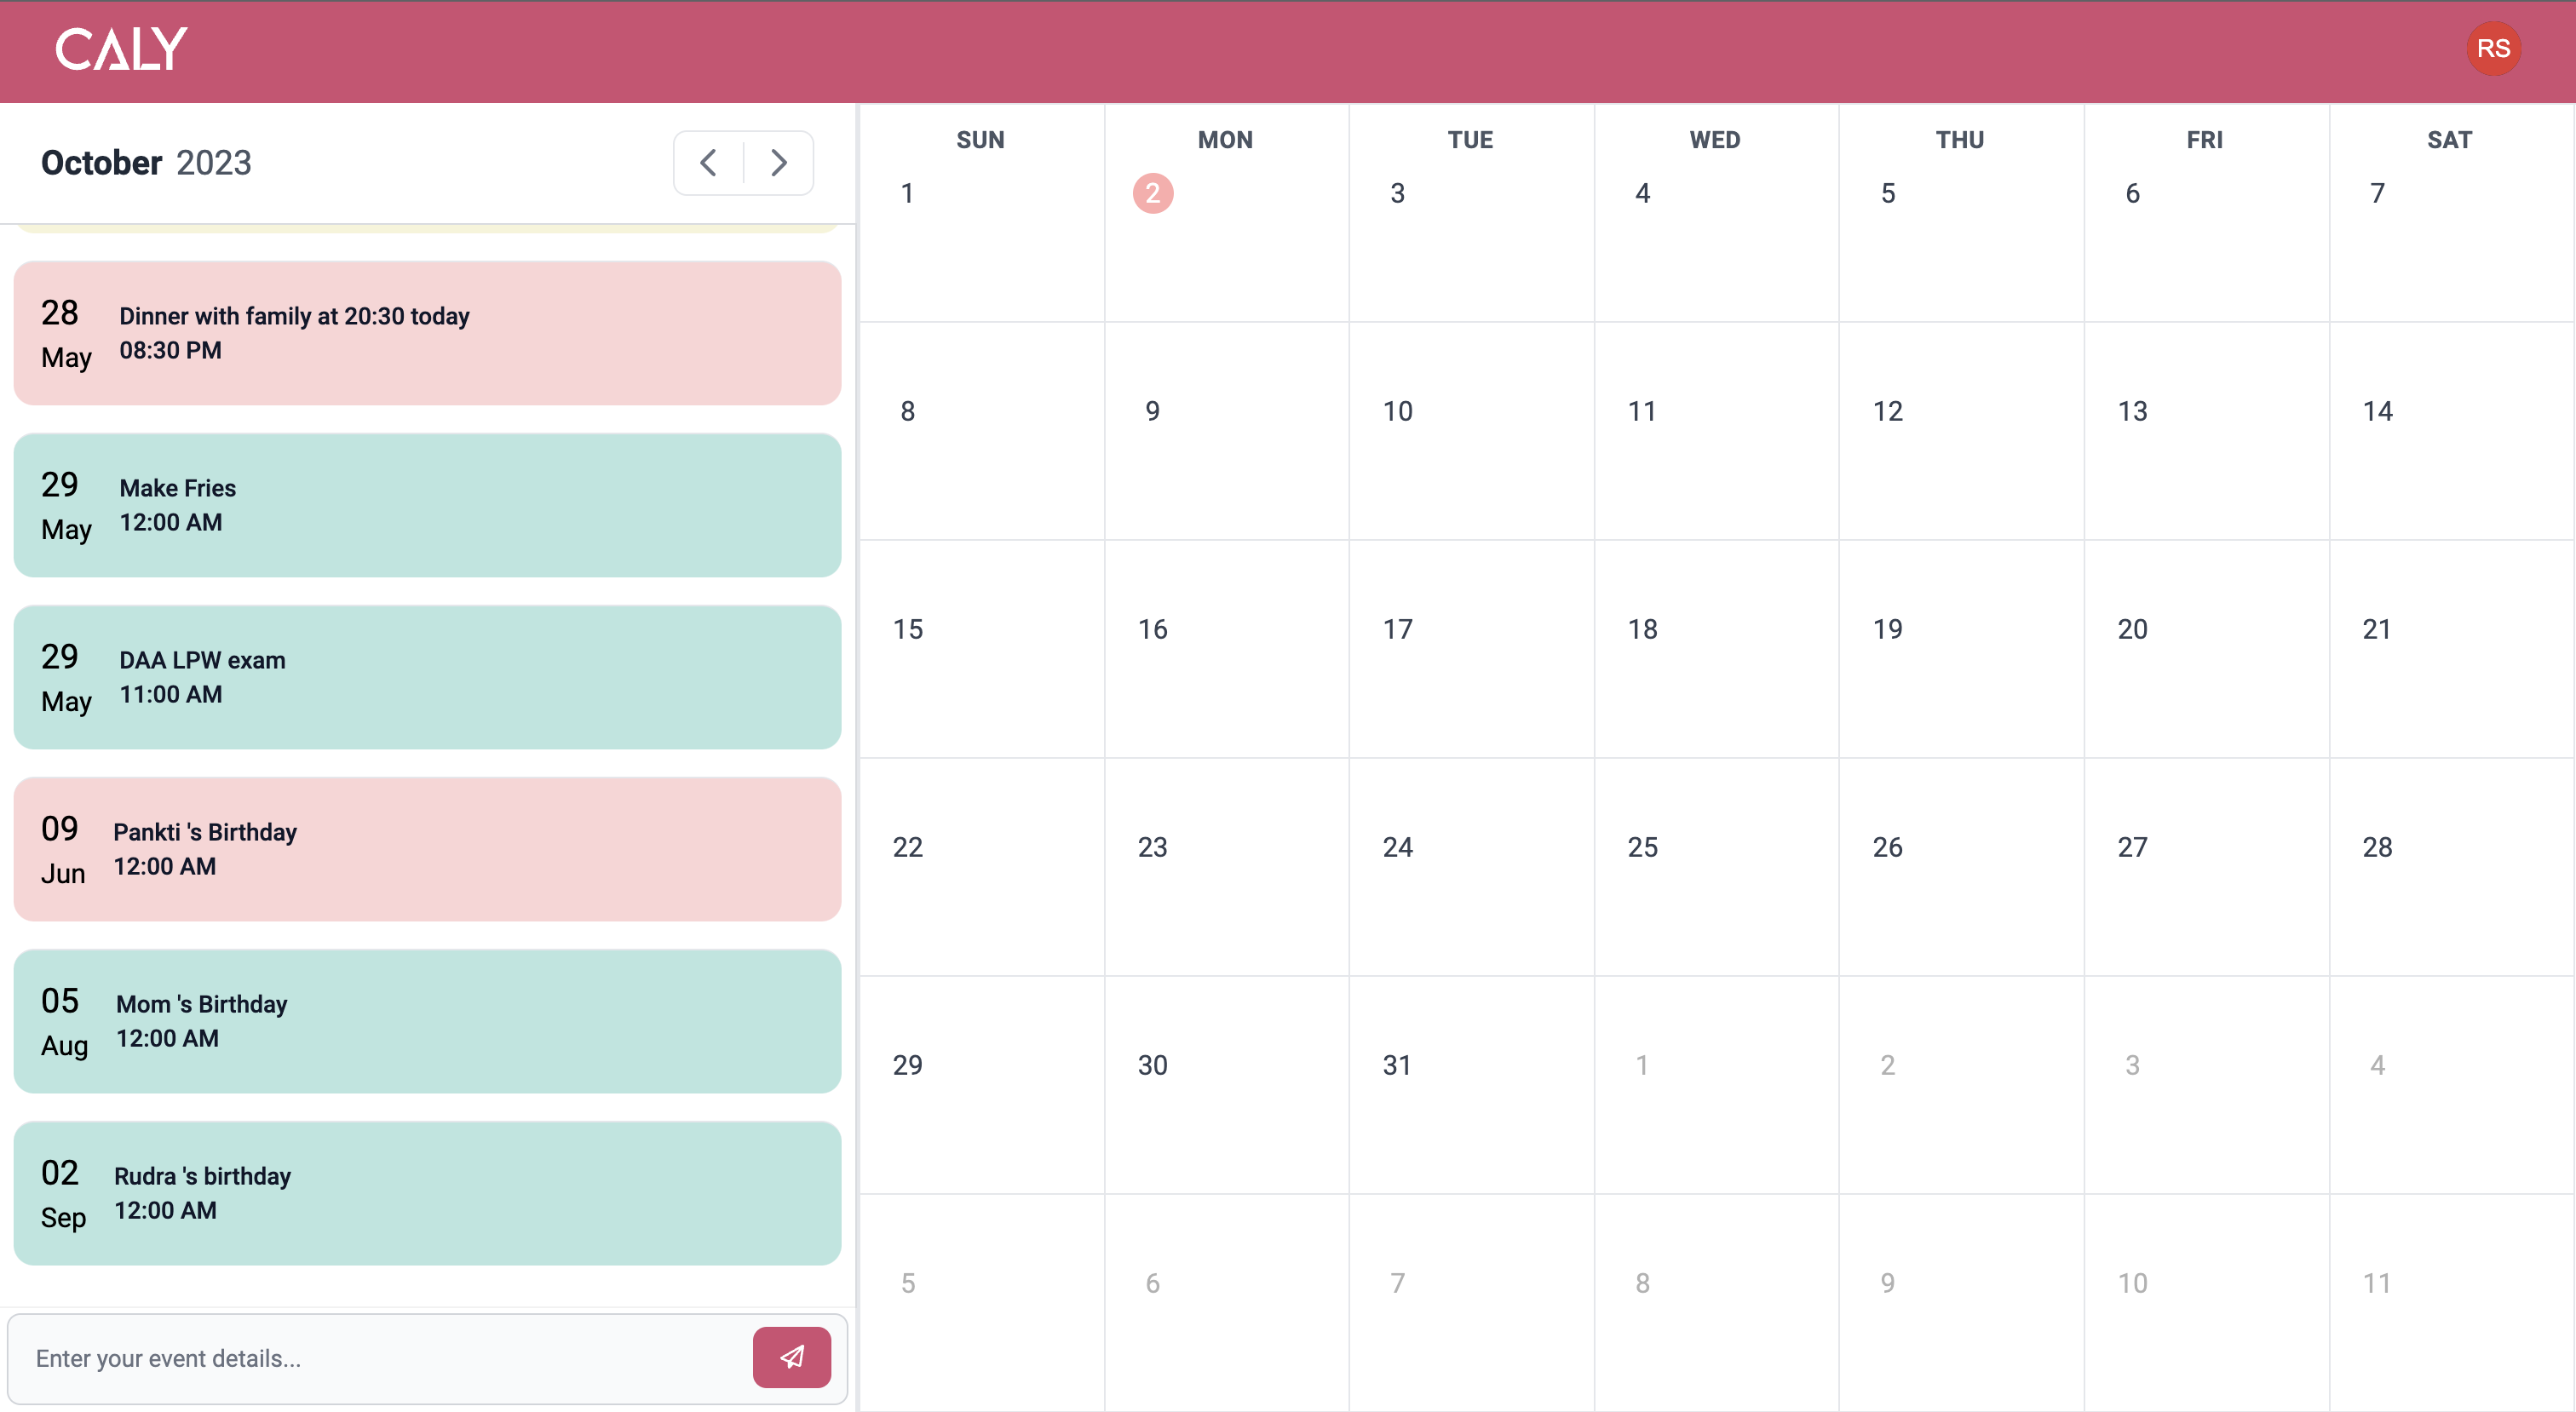 CALY
RS
October 2023
28 May
Dinner with family at 20:30 today
08:30 PM
29 May
Make Fries
12:00 AM
29 May
DAA LPW exam
11:00 AM
09 Jun
Pankti 's Birthday
12:00 AM
05 Aug
Mom 's Birthday
12:00 AM
02 Sep
Rudra 's birthday
12:00 AM
Enter your event details...
SUN MON TUE WED THU FRI SAT
1 2 3 4 5 6 7
8 9 10 11 12 13 14
15 16 17 18 19 20 21
22 23 24 25 26 27 28
29 30 31 1 2 3 4
5 6 7 8 9 10 11